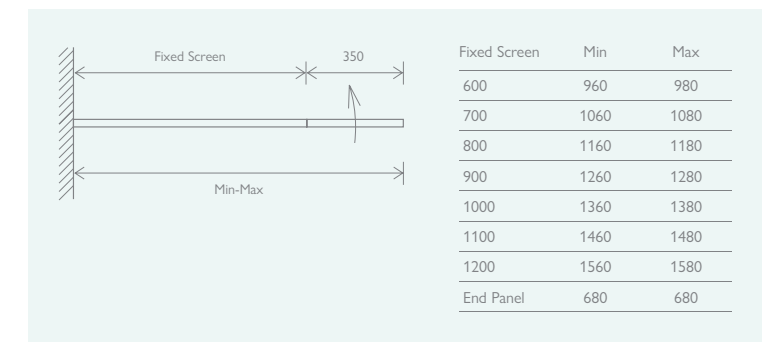 Fixed Screen 350
Min-Max
Fixed Screen Min Max
600 960 980
700 1060 1080
800 1160 1180
900 1260 1280
1000 1360 1380
1100 1460 1480
1200 1560 1580
End Panel 680 680